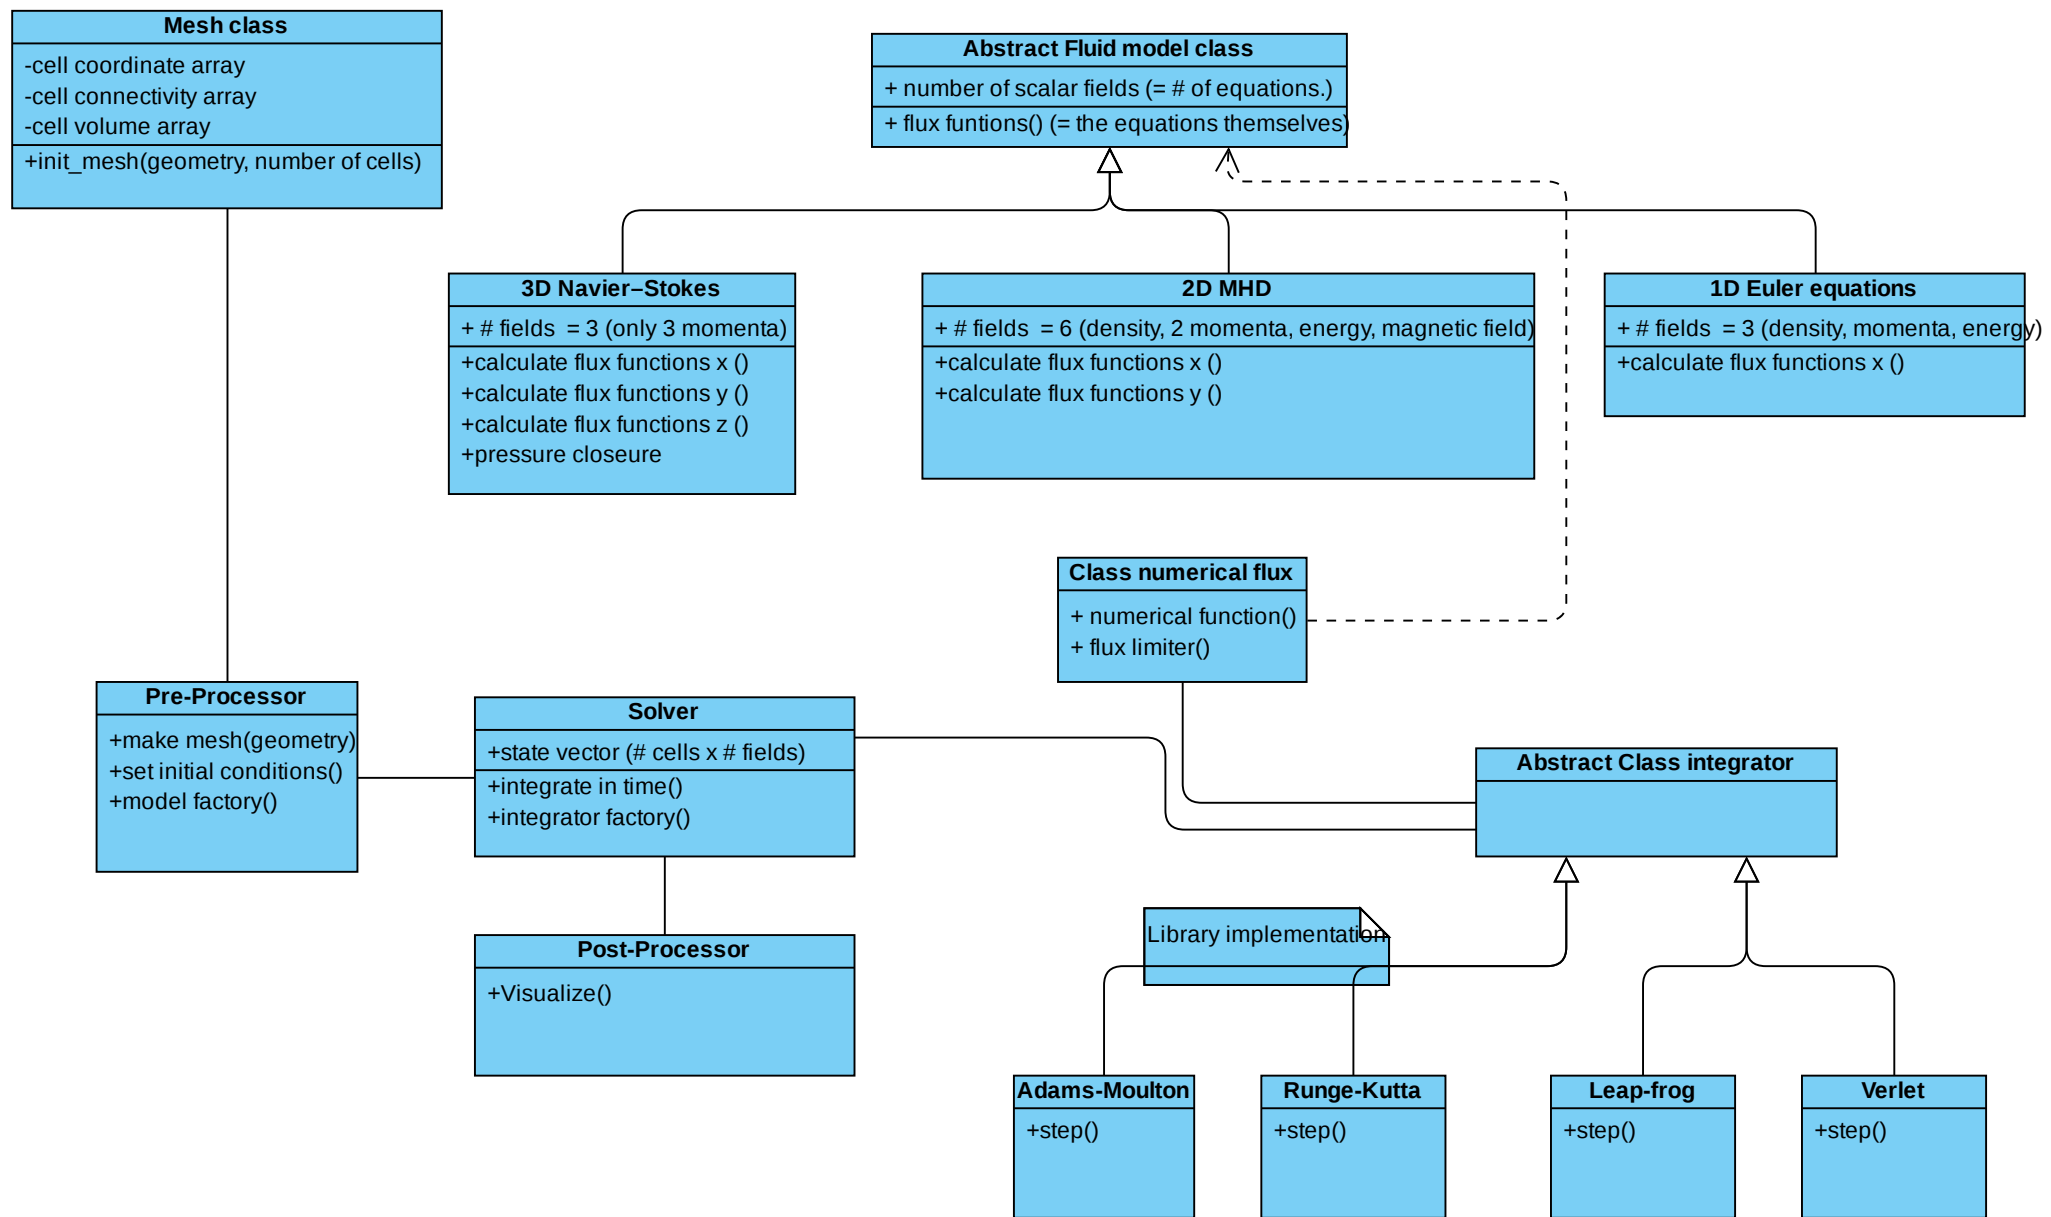 Mesh class
-cell coordinate array
-cell connectivity array
-cell volume array
+init_mesh(geometry, number of cells)
Abstract Fluid model class
+ number of scalar fields (= # of equations.)
+ flux funtions() (= the equations themselves)
3D Navier–Stokes
+ # fields  = 3 (only 3 momenta)
+calculate flux functions x ()
+calculate flux functions y ()
+calculate flux functions z ()
+pressure closeure
2D MHD
+ # fields  = 6 (density, 2 momenta, energy, magnetic field)
+calculate flux functions x ()
+calculate flux functions y ()
1D Euler equations
+ # fields  = 3 (density, momenta, energy)
+calculate flux functions x ()
Class numerical flux
+ numerical function()
+ flux limiter()
Pre-Processor
+make mesh(geometry)
+set initial conditions()
+model factory()
Solver
+state vector (# cells x # fields)
+integrate in time()
+integrator factory()
Abstract Class integrator
Post-Processor
+Visualize()
Library implementation
Adams-Moulton
+step()
Runge-Kutta
+step()
Leap-frog
+step()
Verlet
+step()